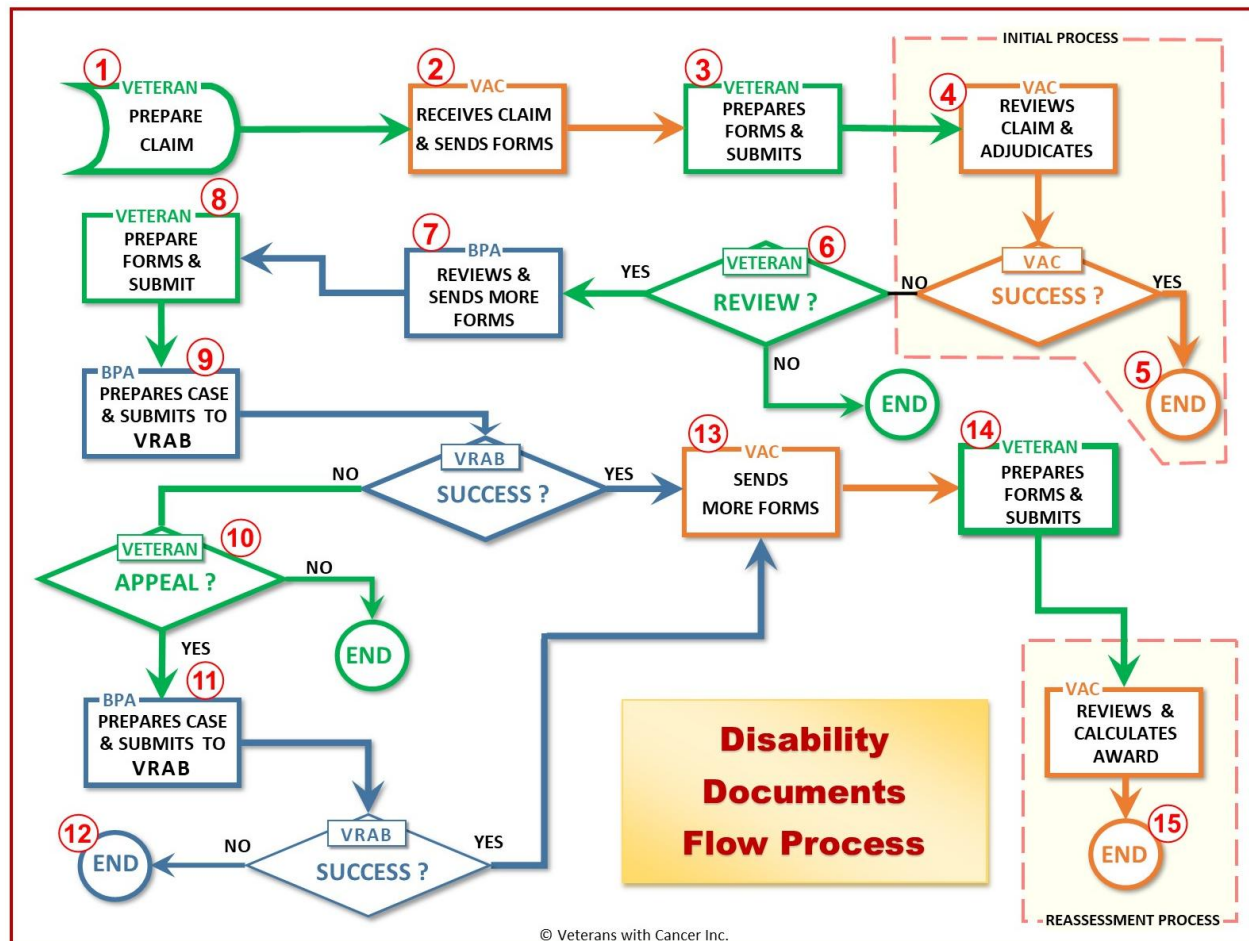 INITIAL PROCESS
1
VETERAN
PREPARE
CLAIM
2
VAC
RECEIVES CLAIM
& SENDS FORMS
3
VETERAN
PREPARES
FORMS &
SUBMITS
4
VAC
REVIEWS
CLAIM &
ADJUDICATES
VAC
SUCCESS ?
YES
5
END
NO
6
VETERAN
REVIEW ?
NO
END
YES
7
BPA
REVIEWS &
SENDS MORE
FORMS
8
VETERAN
PREPARE
FORMS &
SUBMIT
9
BPA
PREPARES CASE
& SUBMITS TO
VRAB
VRAB
SUCCESS ?
YES
NO
10
VETERAN
APPEAL ?
NO
END
YES
11
BPA
PREPARES CASE
& SUBMITS TO
VRAB
VRAB
SUCCESS ?
NO
12
END
YES
13
VAC
SENDS
MORE FORMS
14
VETERAN
PREPARES
FORMS &
SUBMITS
VAC
REVIEWS &
CALCULATES
AWARD
15
END
REASSESSMENT PROCESS
Disability
Documents
Flow Process
© Veterans with Cancer Inc.